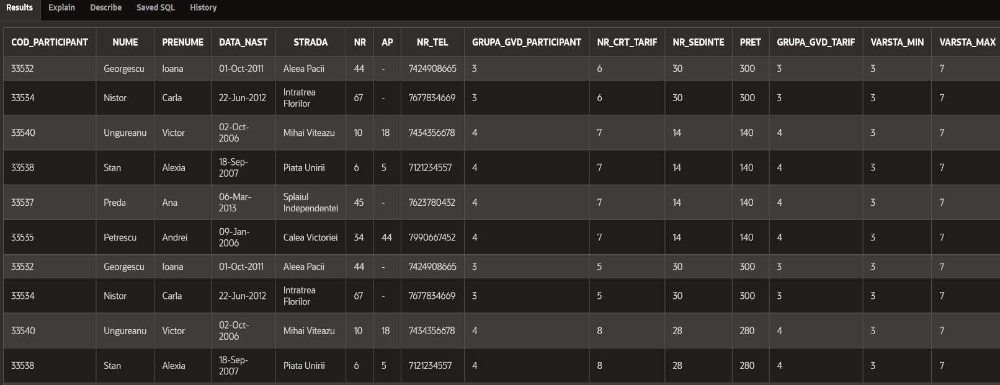 Results Explain Describe Saved SQL History
COD_PARTICIPANT NUME PRENUME DATA_NAST STRADA NR AP NR_TEL GRUPA_GVD_PARTICIPANT NR_CRT_TARIF NR_SEDINTE PRET GRUPA_GVD_TARIF VARSTA_MIN VARSTA_MAX
33532 Georgescu Ioana 01-Oct-2011 Aleea Pacii 44 - 7424908665 3 6 30 300 3 3 7
33534 Nistor Carla 22-Jun-2012 Intratrea Florilor 67 - 7677834669 3 6 30 300 3 3 7
33540 Ungureanu Victor 02-Oct-2006 Mihai Viteazu 10 18 7434356678 4 7 14 140 4 3 7
33538 Stan Alexia 18-Sep-2007 Piata Unirii 6 5 7121234557 4 7 14 140 4 3 7
33537 Preda Ana 06-Mar-2013 Splaiul Independentei 45 - 7623780432 4 7 14 140 4 3 7
33535 Petrescu Andrei 09-Jan-2006 Calea Victoriei 34 44 7990667452 4 7 14 140 4 3 7
33532 Georgescu Ioana 01-Oct-2011 Aleea Pacii 44 - 7424908665 3 5 30 300 3 3 7
33534 Nistor Carla 22-Jun-2012 Intratrea Florilor 67 - 7677834669 3 5 30 300 3 3 7
33540 Ungureanu Victor 02-Oct-2006 Mihai Viteazu 10 18 7434356678 4 8 28 280 4 3 7
33538 Stan Alexia 18-Sep-2007 Piata Unirii 6 5 7121234557 4 8 28 280 4 3 7